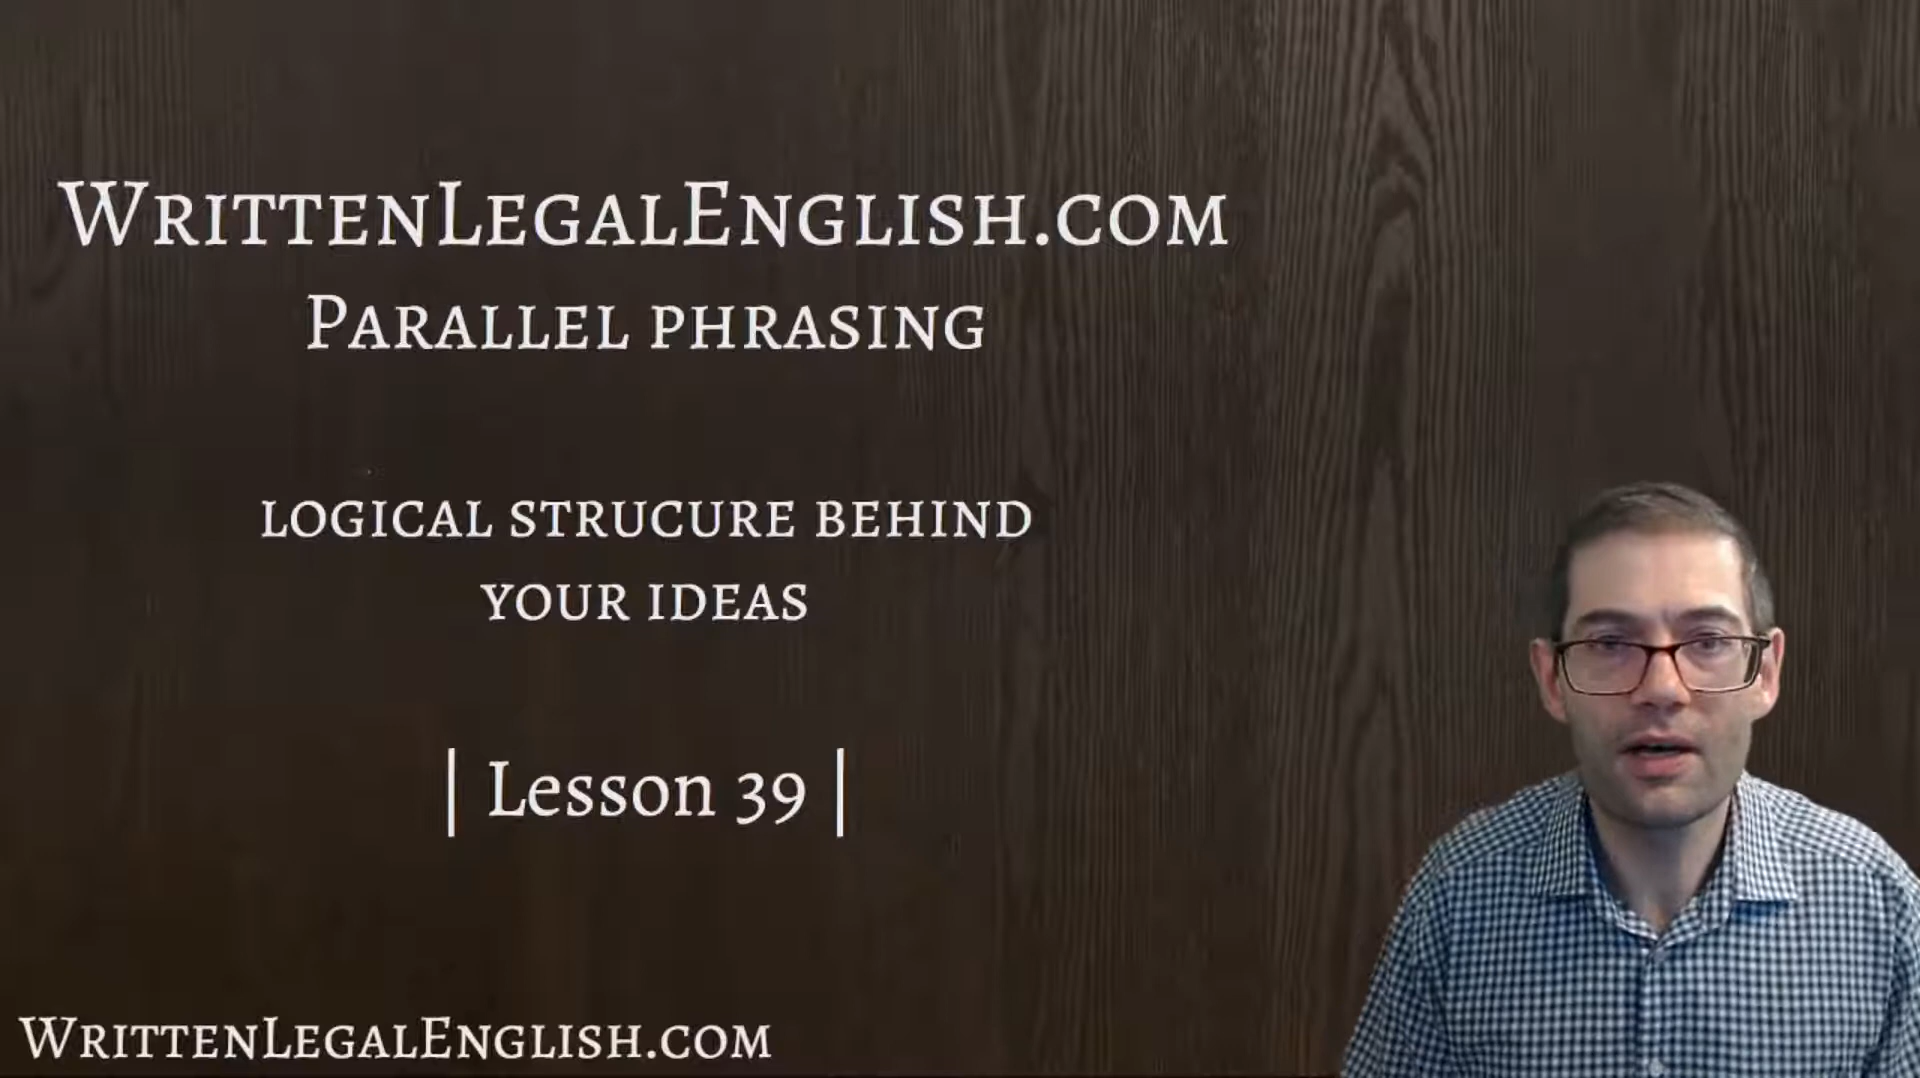 WrittenLegalEnglish.com
Parallel phrasing
logical strucure behind
your ideas
| Lesson 39 |
WrittenLegalEnglish.com